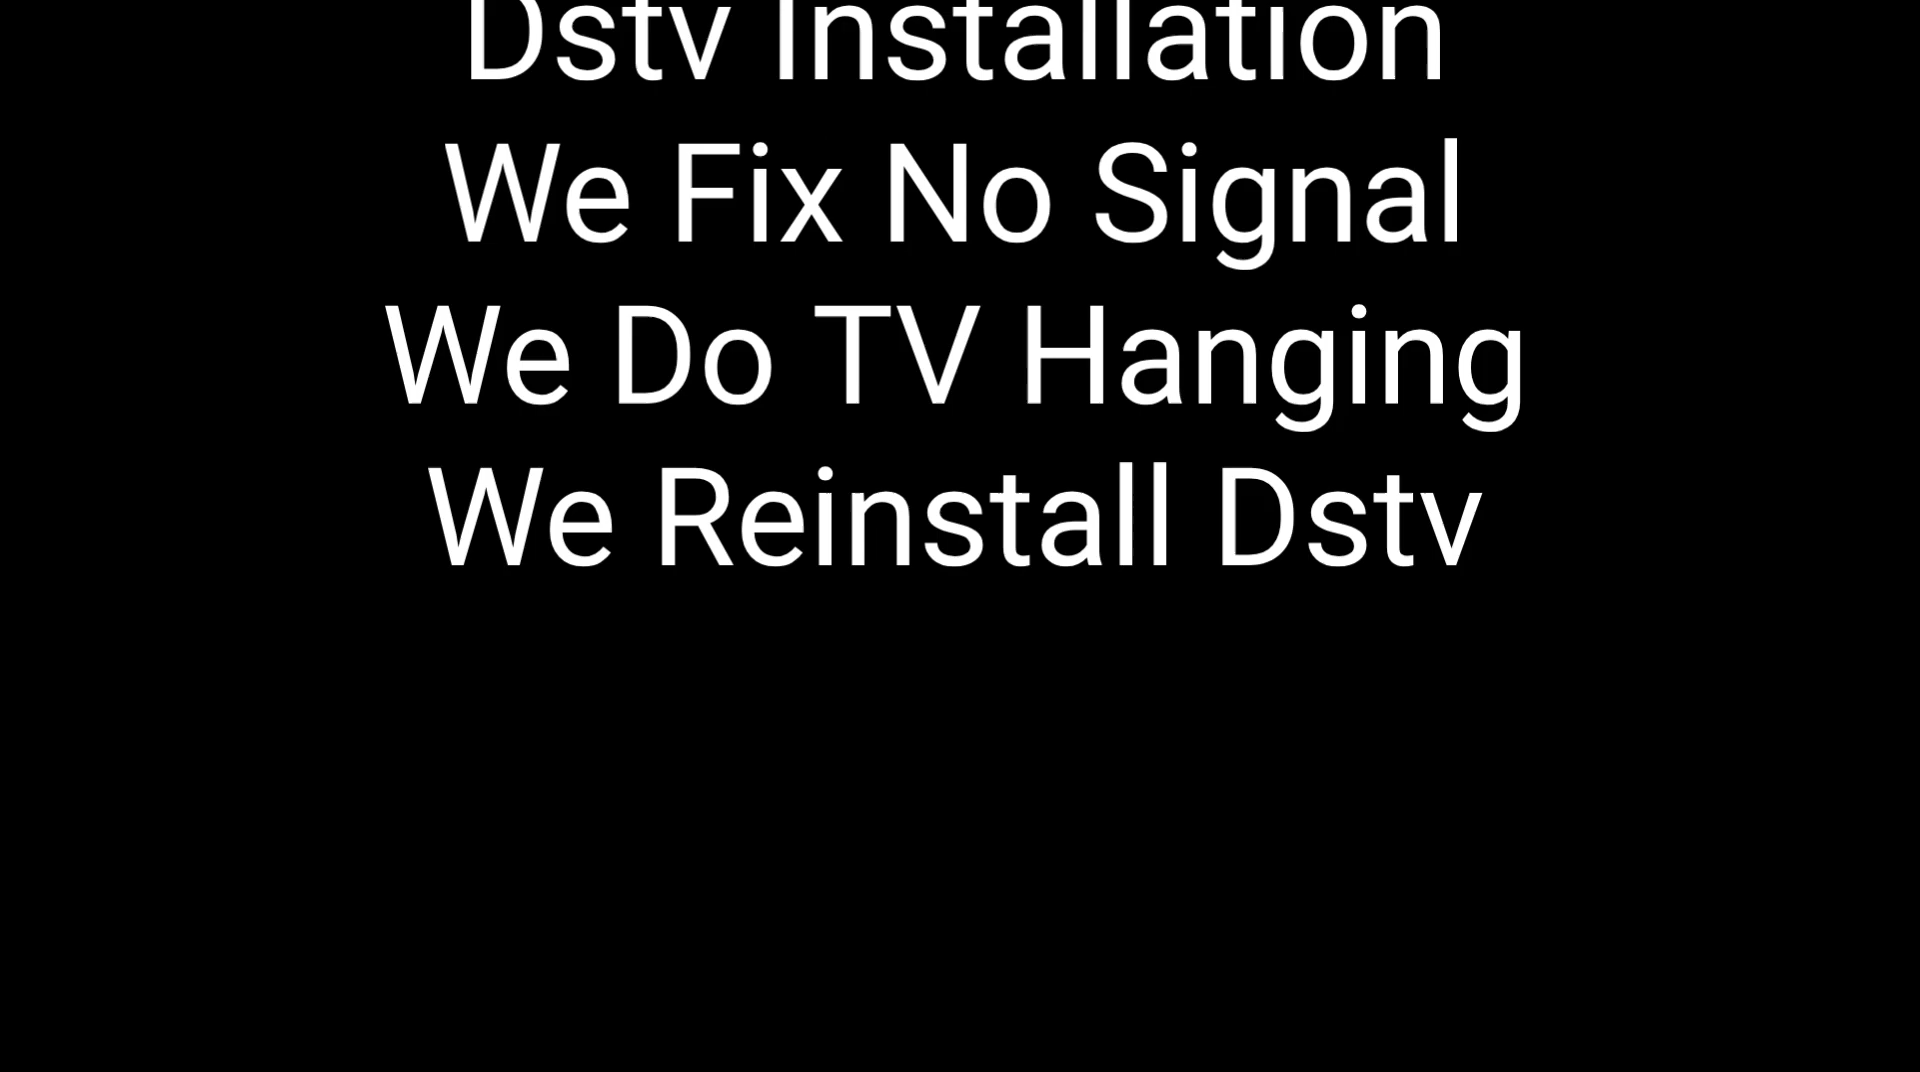 Dstv Installation
We Fix No Signal
We Do TV Hanging
We Reinstall Dstv